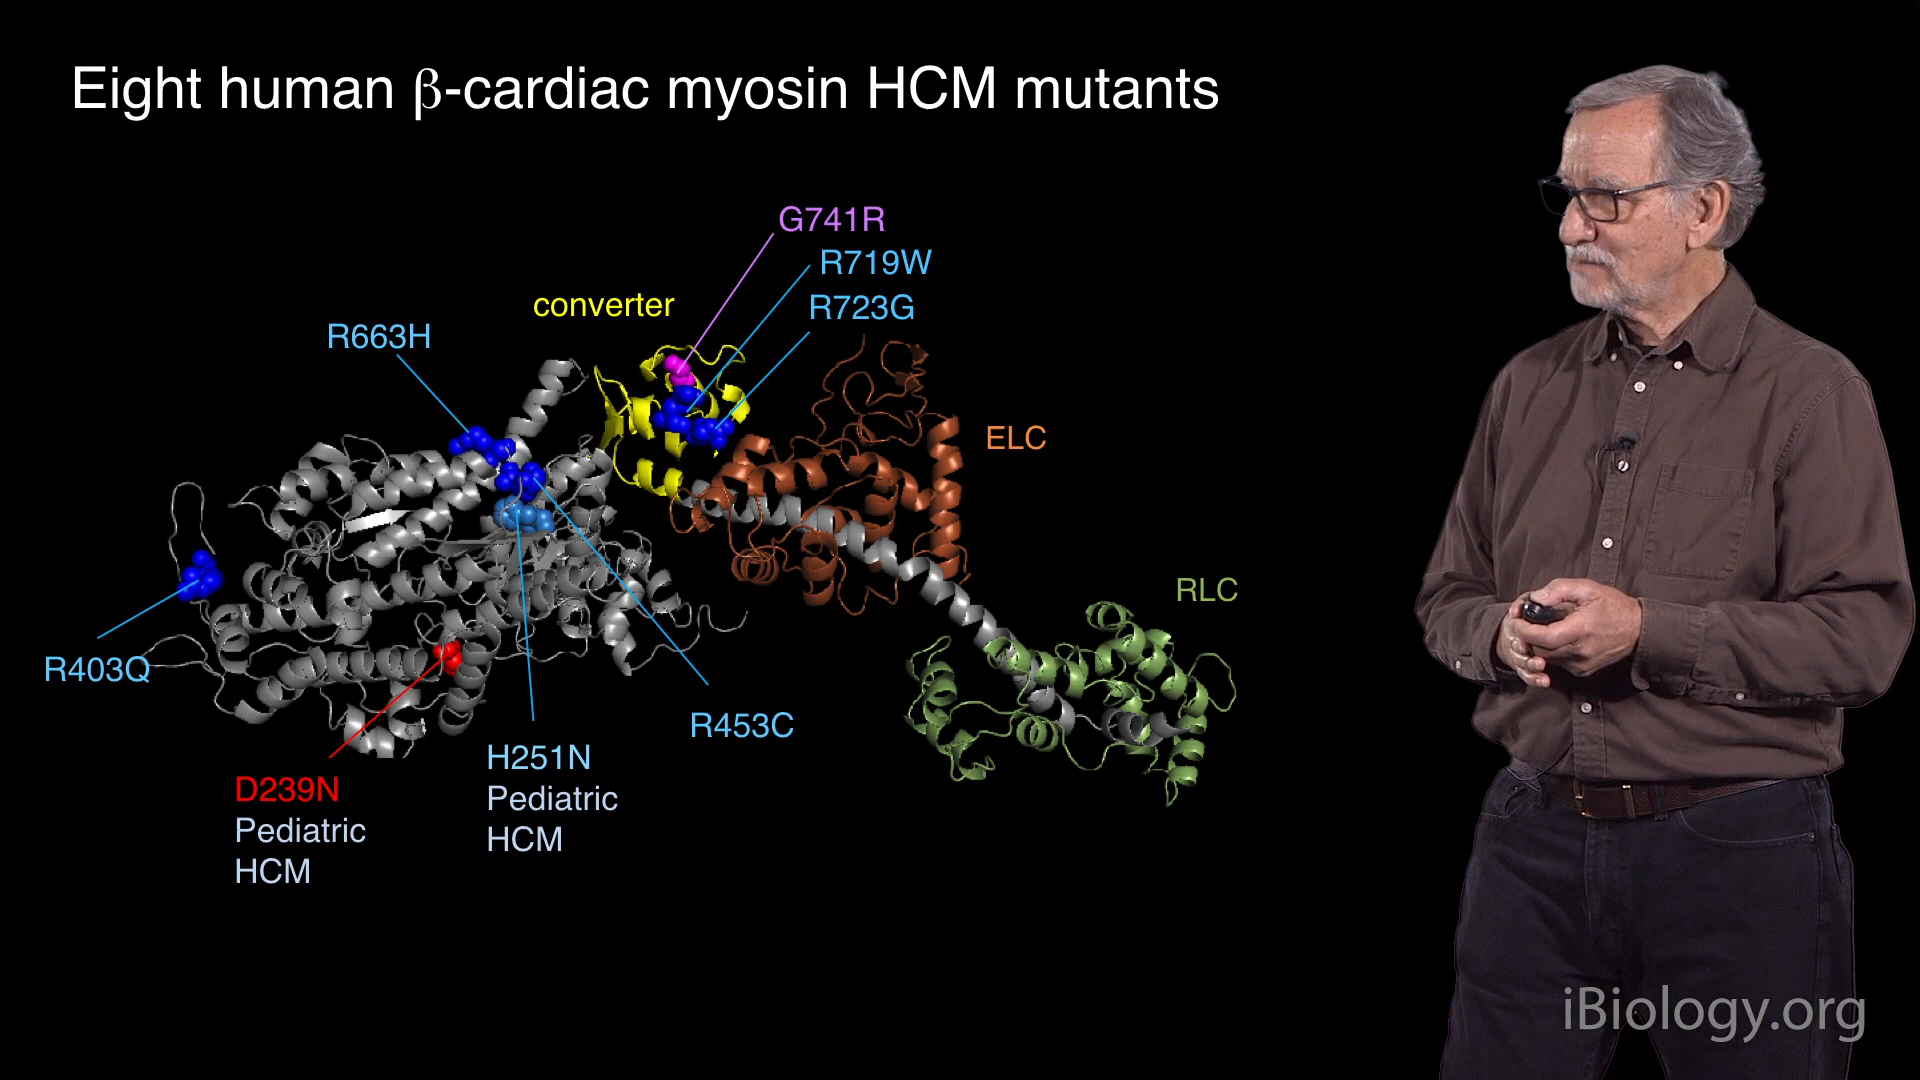 Eight human β-cardiac myosin HCM mutants
G741R
R719W
R723G
converter
R663H
ELC
RLC
R403Q
R453C
H251N
Pediatric
HCM
D239N
Pediatric
HCM
iBiology.org